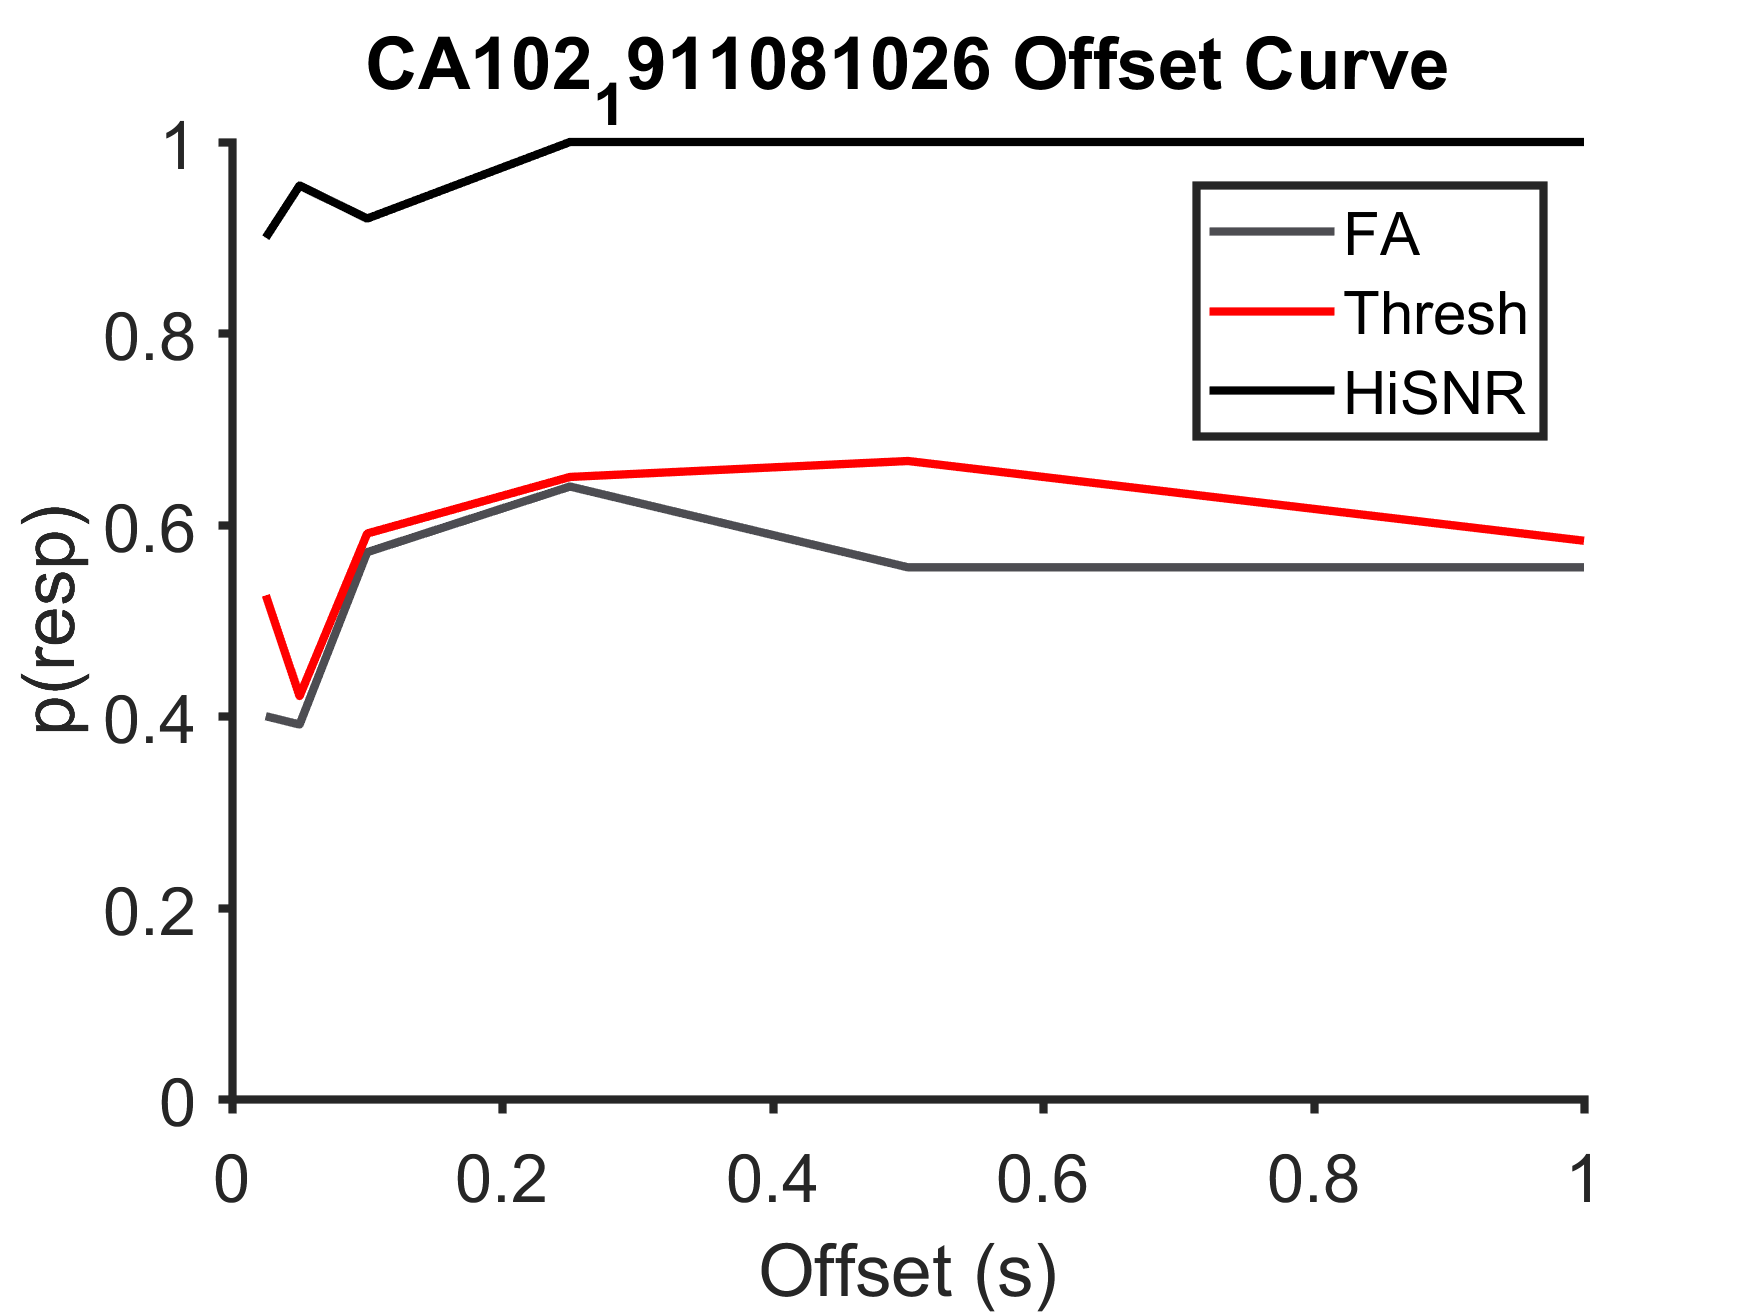 CA102₁911081026 Offset Curve
1
0.8
0.6
0.4
0.2
0
p(resp)
FA
Thresh
HiSNR
0 0.2 0.4 0.6 0.8 1
Offset (s)